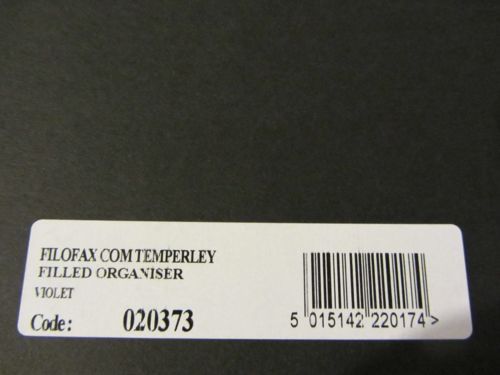 FILOFAX COM TEMPERLEY
FILLED ORGANISER
VIOLET
Code: 020373
5 015142 220174 >